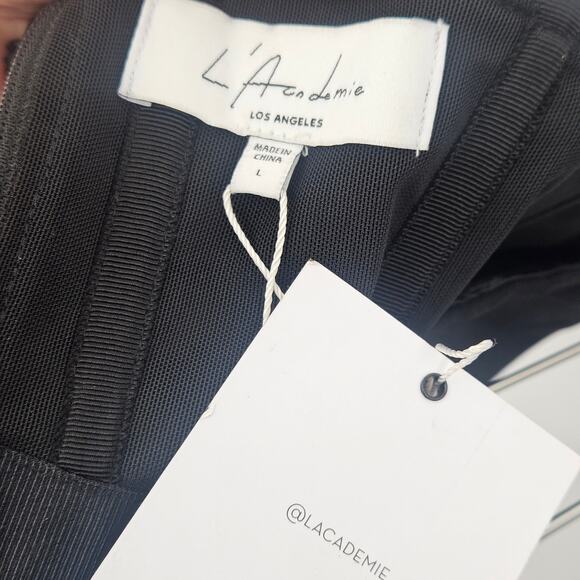 L'Academie
LOS ANGELES
MADE IN
CHINA
L
@LACADEMIE